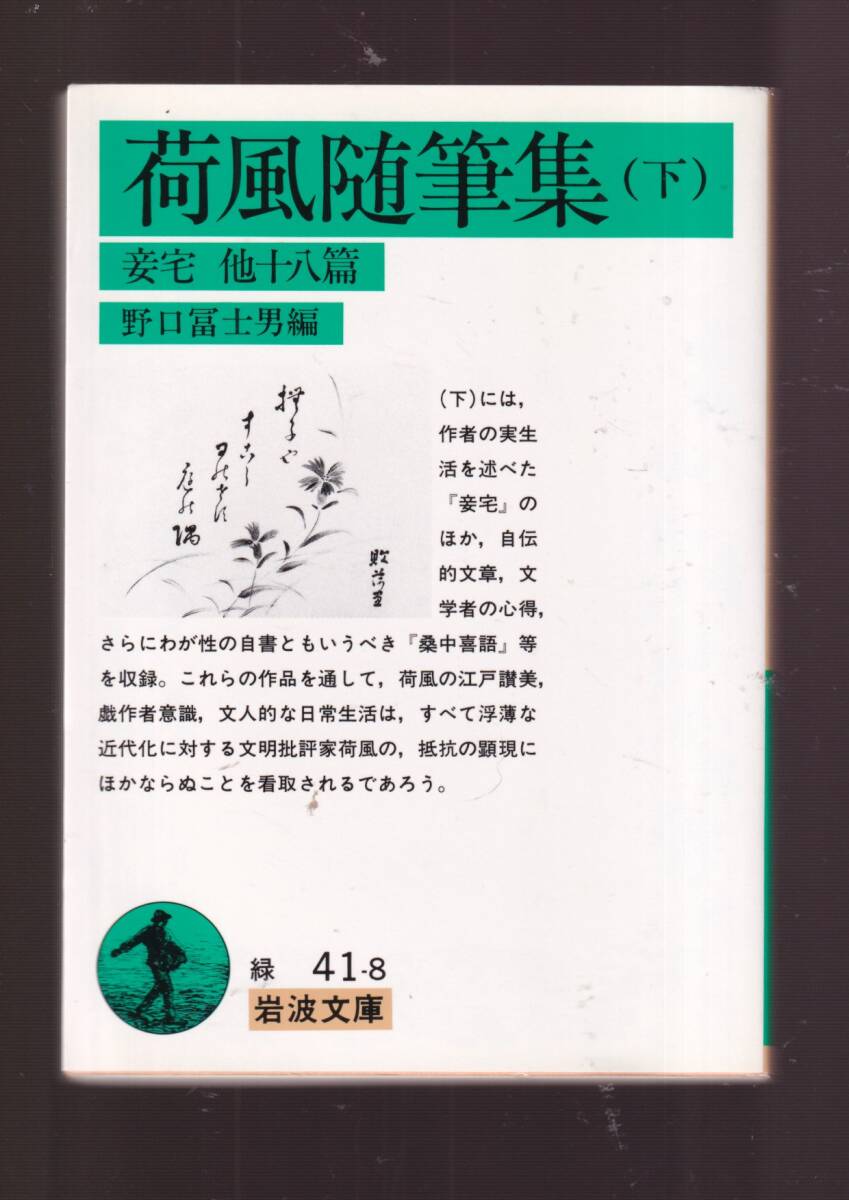 荷風随筆集（下）
妾宅 他十八篇
野口冨士男編
(下)には，
作者の実生
活を述べた
『妾宅』の
ほか，自伝
的文章，文
学者の心得，
さらにわが性の自書ともいうべき『桑中喜語』等
を収録。これらの作品を通して，荷風の江戸讃美，
戯作者意識，文人的な日常生活は，すべて浮薄な
近代化に対する文明批評家荷風の，抵抗の顕現に
ほかならぬことを看取されるであろう。
緑 41-8
岩波文庫